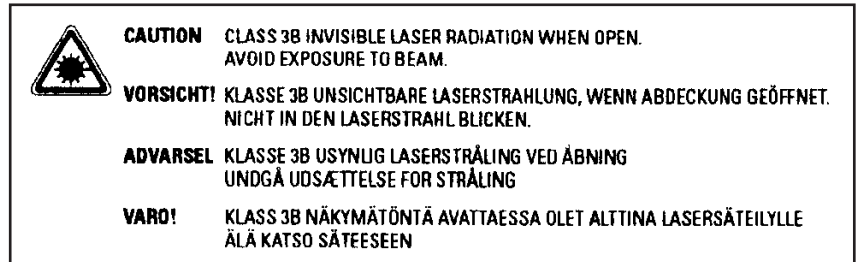 CAUTION CLASS 3B INVISIBLE LASER RADIATION WHEN OPEN.
AVOID EXPOSURE TO BEAM.
VORSICHT! KLASSE 3B UNSICHTBARE LASERSTRAHLUNG, WENN ABDECKUNG GEÖFFNET.
NICHT IN DEN LASERSTRAHL BLICKEN.
ADVARSEL KLASSE 3B USYNLIG LASERSTRÅLING VED ÅBNING
UNDGÅ UDSÆTTELSE FOR STRÅLING
VARO! KLASS 3B NÄKYMÄTÖNTÄ AVATTAESSA OLET ALTTINA LASERSÄTEILYLLE
ÄLÄ KATSO SÄTEESEEN